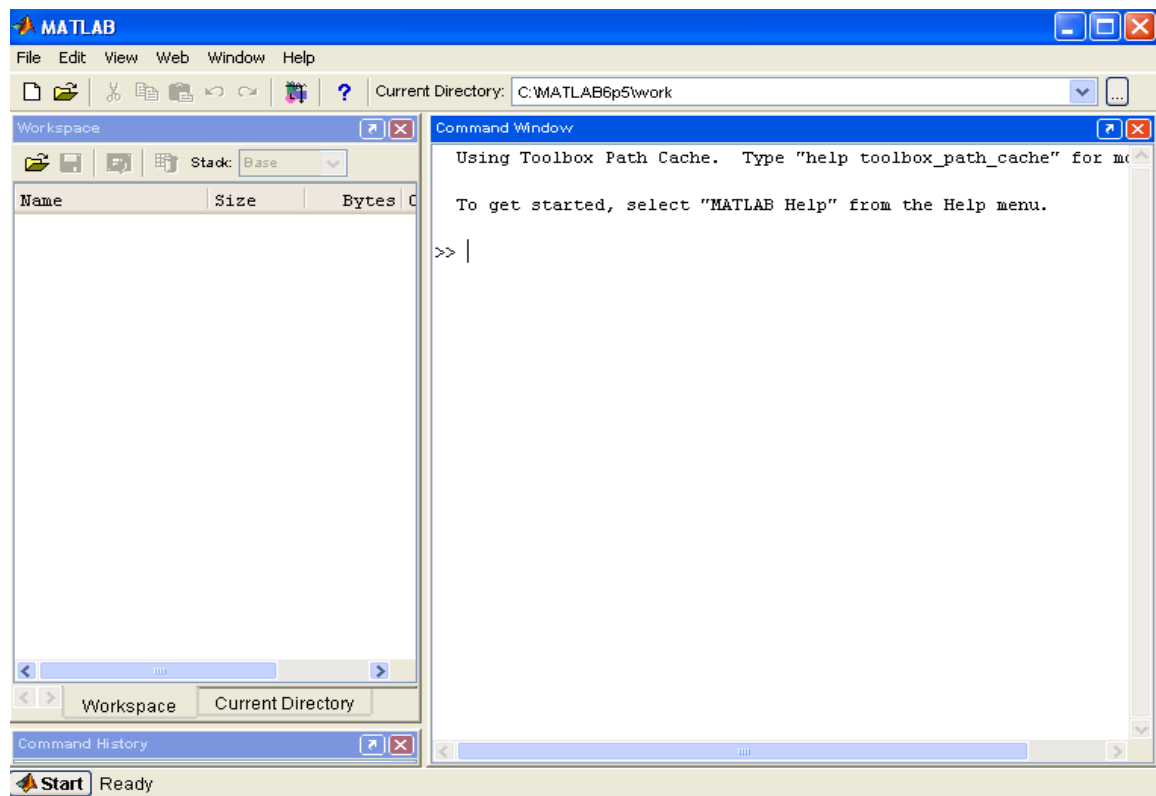 MATLAB
File Edit View Web Window Help
? Current Directory: C:\MATLAB6p5\work ...
Workspace
Stack: Base
Name Size Bytes C
Workspace Current Directory
Command History
Command Window
Using Toolbox Path Cache. Type "help toolbox_path_cache" for mo
To get started, select "MATLAB Help" from the Help menu.
>>
Start Ready